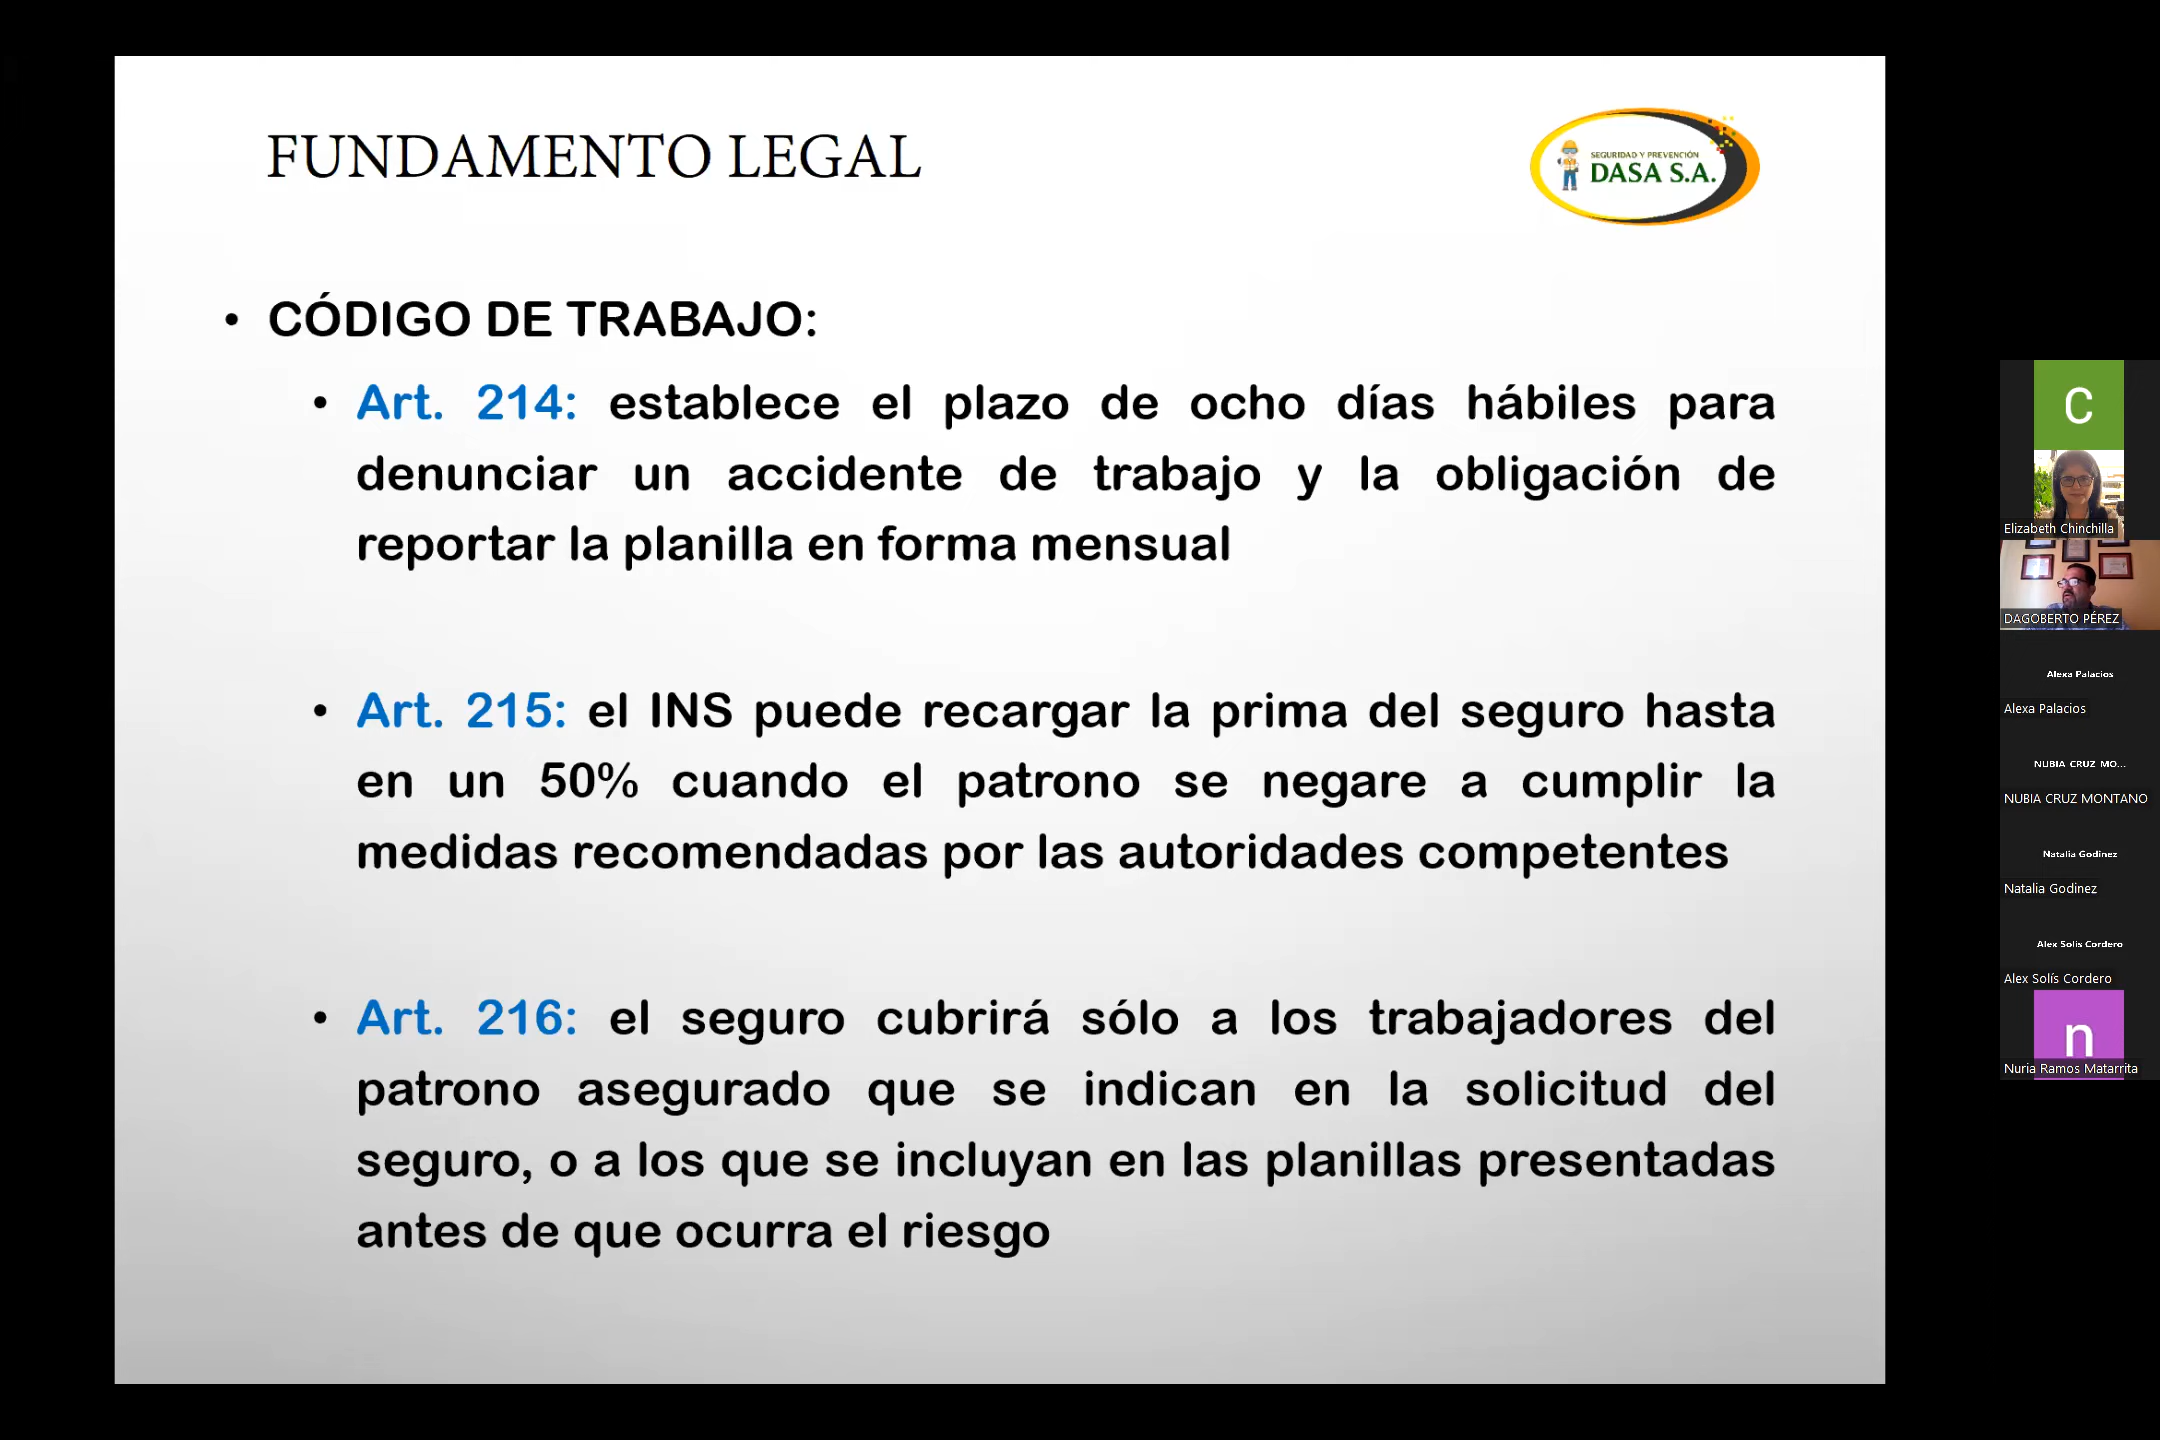 FUNDAMENTO LEGAL
SEGURIDAD Y PREVENCIÓN
DASA S.A.
• CÓDIGO DE TRABAJO:
• Art. 214: establece el plazo de ocho días hábiles para
denunciar un accidente de trabajo y la obligación de
reportar la planilla en forma mensual
• Art. 215: el INS puede recargar la prima del seguro hasta
en un 50% cuando el patrono se negare a cumplir la
medidas recomendadas por las autoridades competentes
• Art. 216: el seguro cubrirá sólo a los trabajadores del
patrono asegurado que se indican en la solicitud del
seguro, o a los que se incluyan en las planillas presentadas
antes de que ocurra el riesgo
C
Elizabeth Chinchilla
DAGOBERTO PÉREZ
Alexa Palacios
Alexa Palacios
NUBIA CRUZ MO...
NUBIA CRUZ MONTANO
Natalia Godinez
Natalia Godinez
Alex Solís Cordero
Alex Solís Cordero
n
Nuria Ramos Matarrita